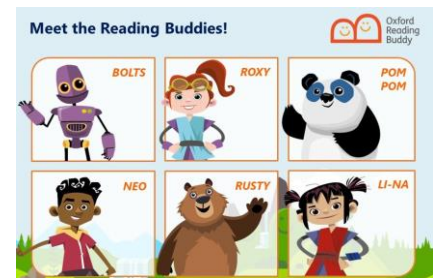 Meet the Reading Buddies!
Oxford
Reading
Buddy
BOLTS
ROXY
POM
POM
NEO
RUSTY
LI-NA